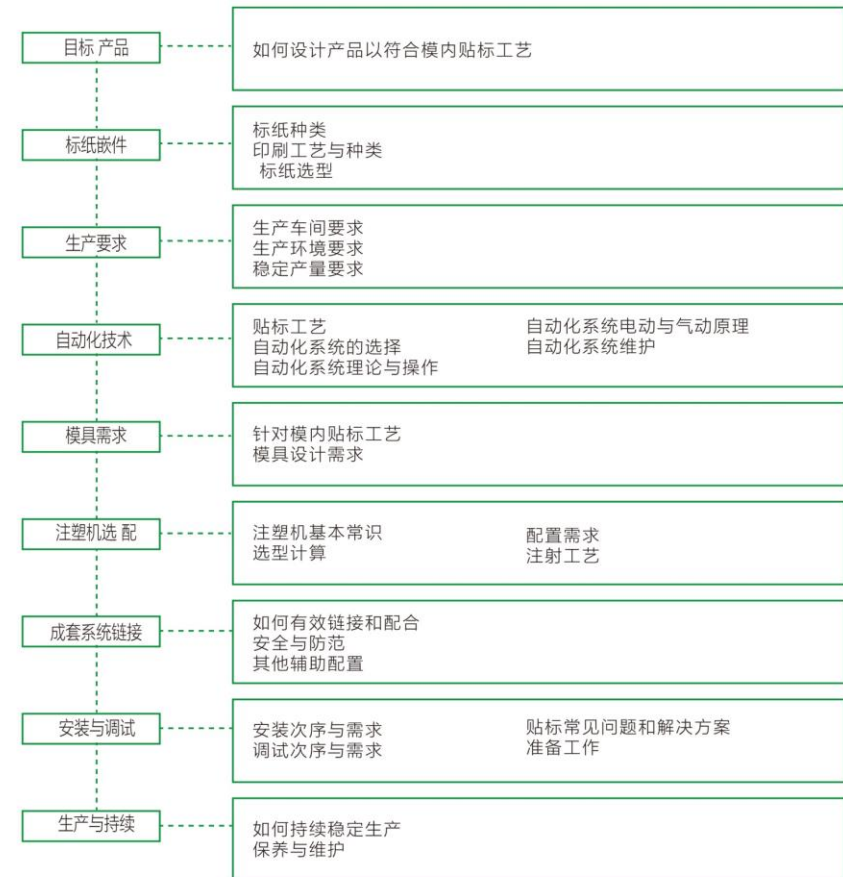 目标 产品
如何设计产品以符合模内贴标工艺
标纸嵌件
标纸种类
印刷工艺与种类
标纸选型
生产要求
生产车间要求
生产环境要求
稳定产量要求
自动化技术
贴标工艺
自动化系统的选择
自动化系统理论与操作
自动化系统电动与气动原理
自动化系统维护
模具需求
针对模内贴标工艺
模具设计需求
注塑机选 配
注塑机基本常识
选型计算
配置需求
注射工艺
成套系统链接
如何有效链接和配合
安全与防范
其他辅助配置
安装与调试
安装次序与需求
调试次序与需求
贴标常见问题和解决方案
准备工作
生产与持续
如何持续稳定生产
保养与维护